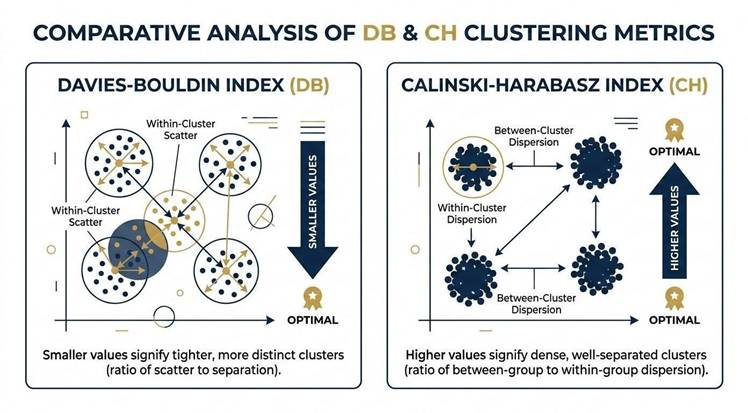 COMPARATIVE ANALYSIS OF DB & CH CLUSTERING METRICS
DAVIES-BOULDIN INDEX (DB)
Within-Cluster
Scatter
Within-Cluster
Scatter
SMALLER VALUES
OPTIMAL
Smaller values signify tighter, more distinct clusters
(ratio of scatter to separation).
CALINSKI-HARABASZ INDEX (CH)
Between-Cluster
Dispersion
OPTIMAL
Within-Cluster
Dispersion
HIGHER VALUES
Between-Cluster
Dispersion
OPTIMAL
Higher values signify dense, well-separated clusters
(ratio of between-group to within-group dispersion).